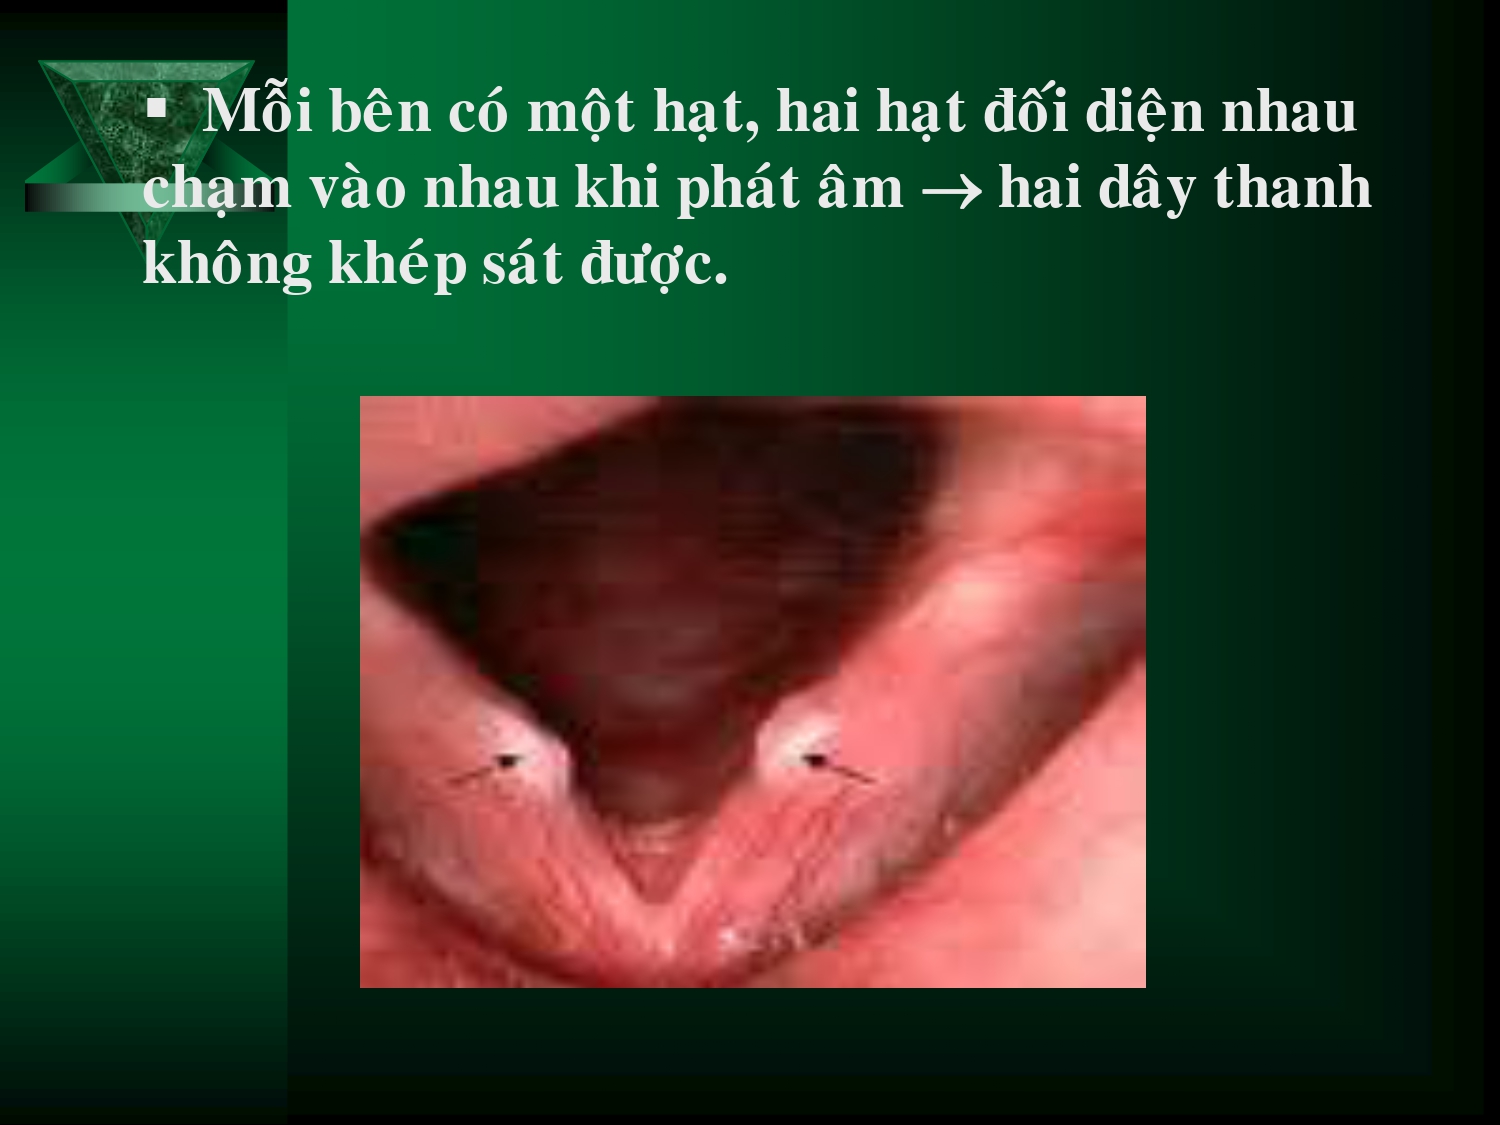 ▪ Mỗi bên có một hạt, hai hạt đối diện nhau
chạm vào nhau khi phát âm → hai dây thanh
không khép sát được.